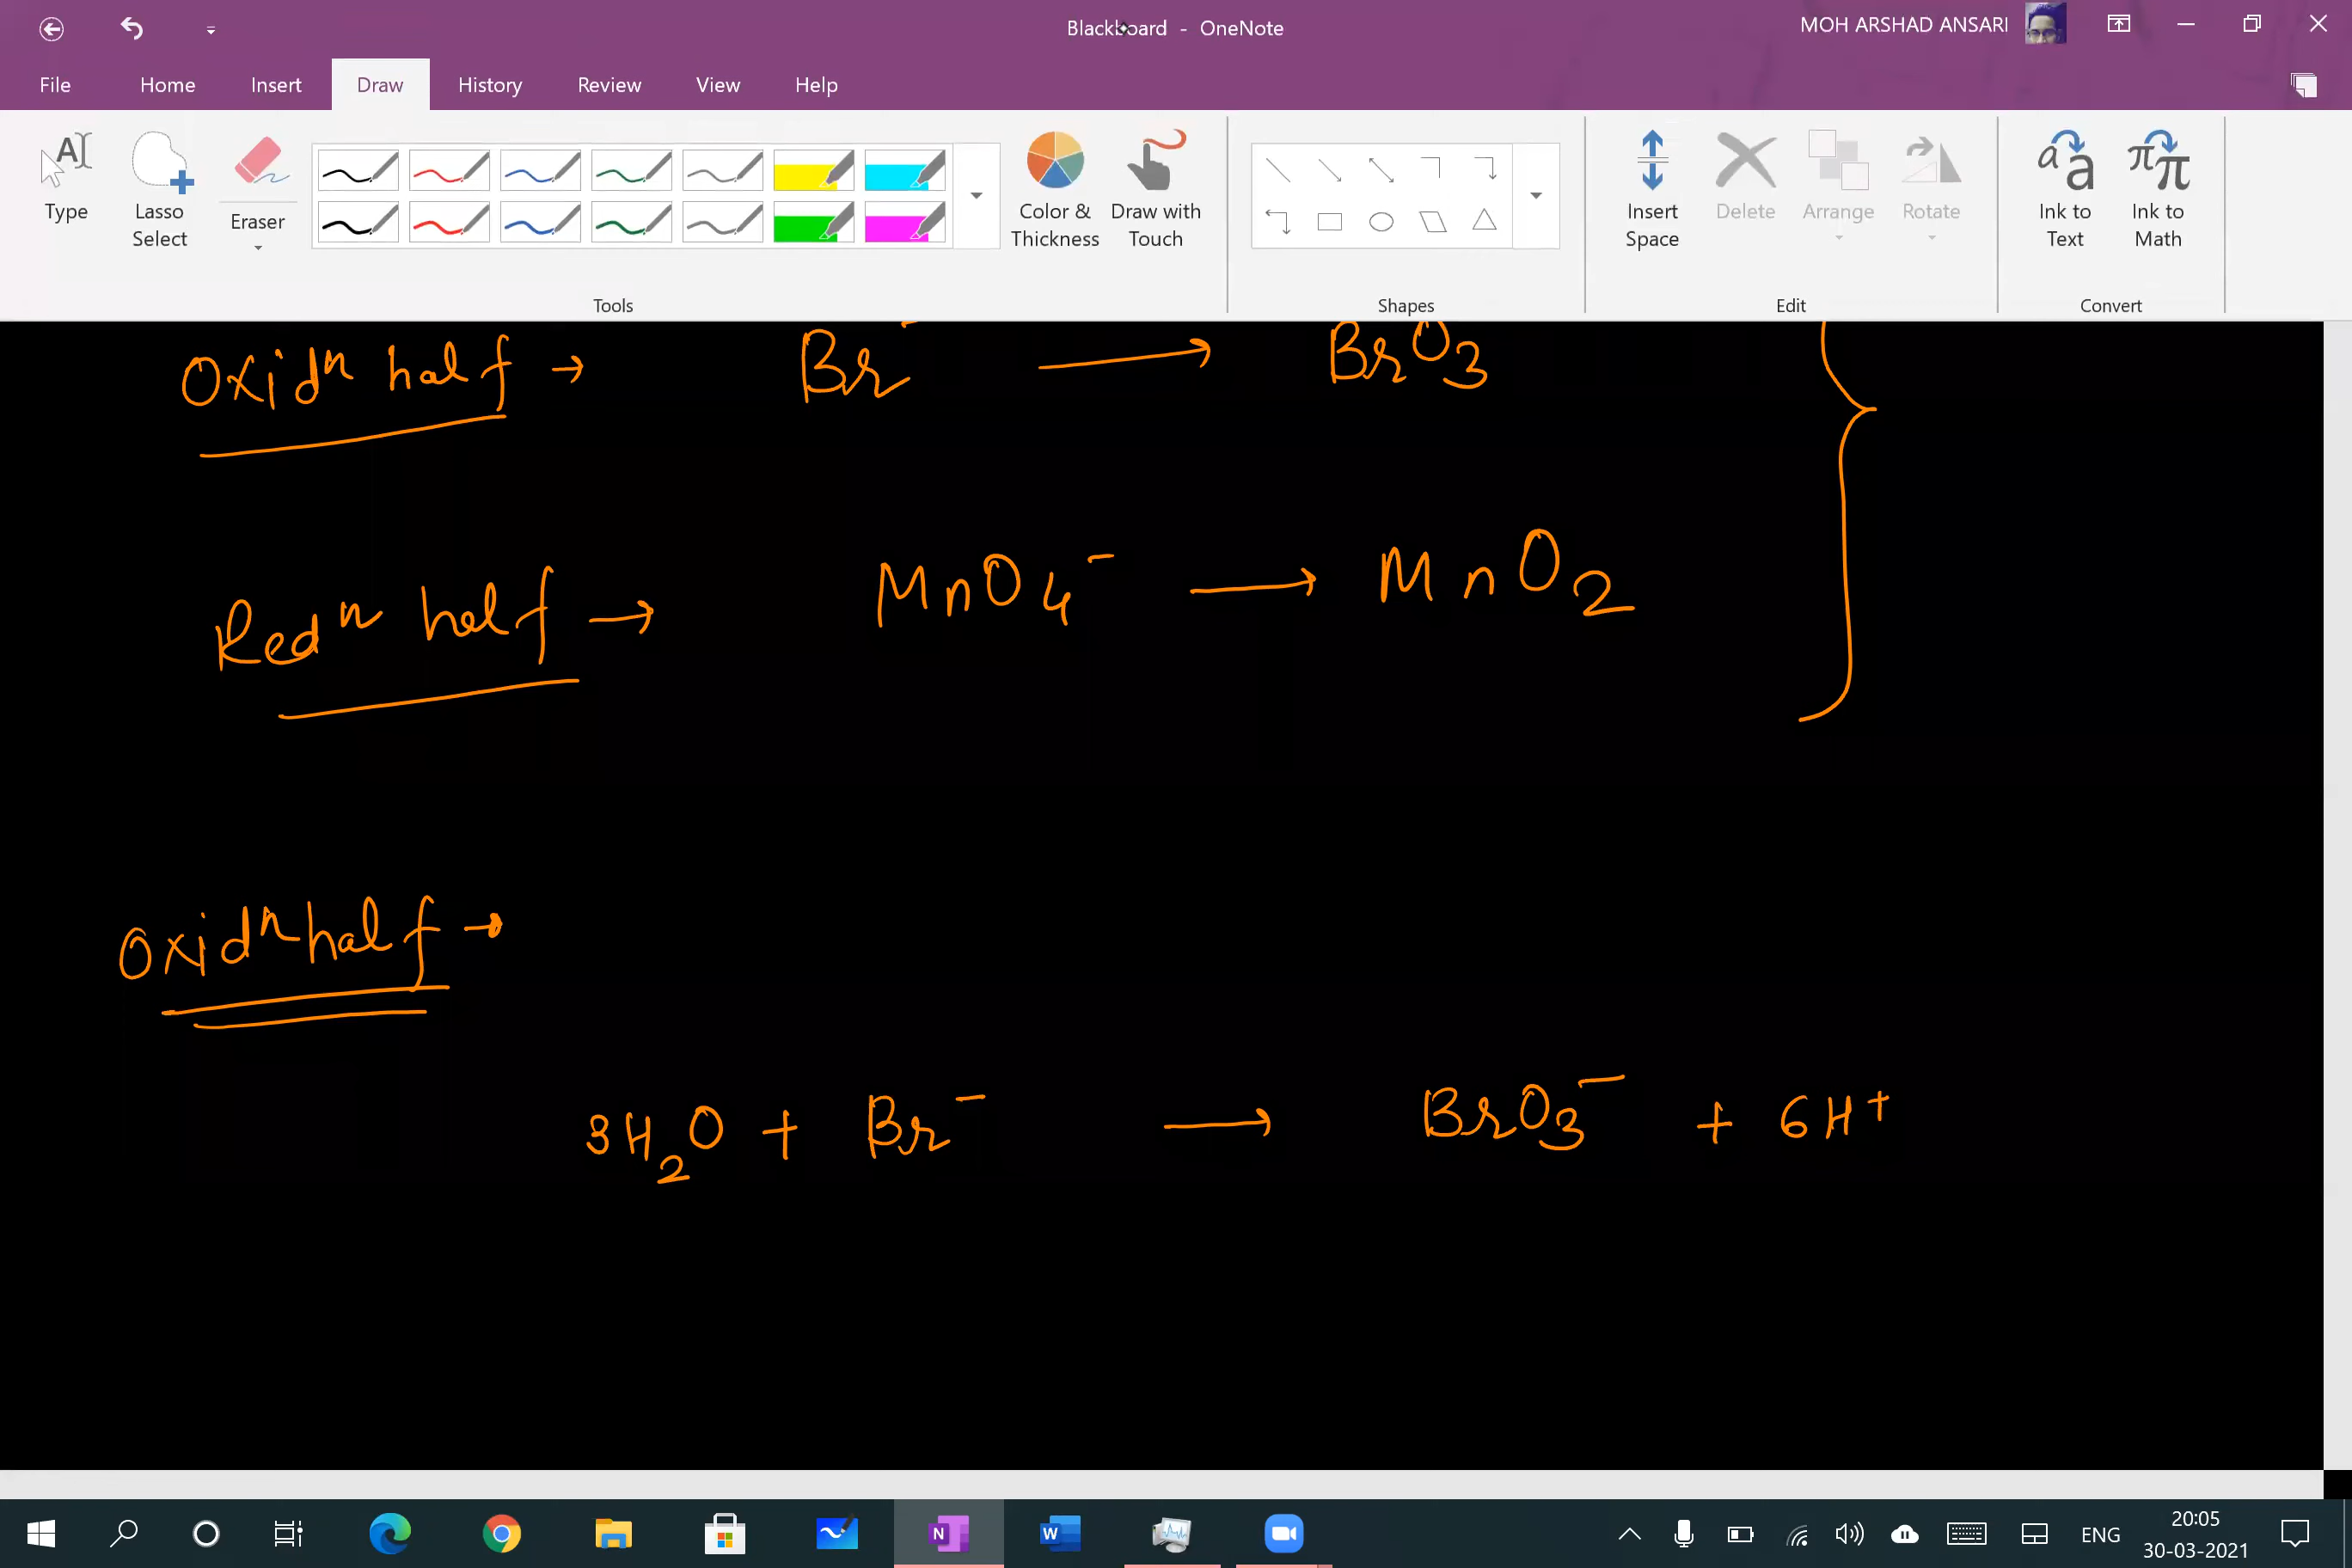 Blackboard - OneNote
MOH ARSHAD ANSARI
File Home Insert Draw History Review View Help
Type
Lasso Select
Eraser
Color & Thickness
Draw with Touch
Insert Space
Delete
Arrange
Rotate
Ink to Text
Ink to Math
Tools
Shapes
Edit
Convert
Oxidⁿ half → Br⁻ ⟶ BrO3
Redⁿ half → MnO4⁻ ⟶ MnO2
Oxidⁿ half →
3H2O + Br⁻ ⟶ BrO3⁻ + 6H⁺
ENG
20:05
30-03-2021